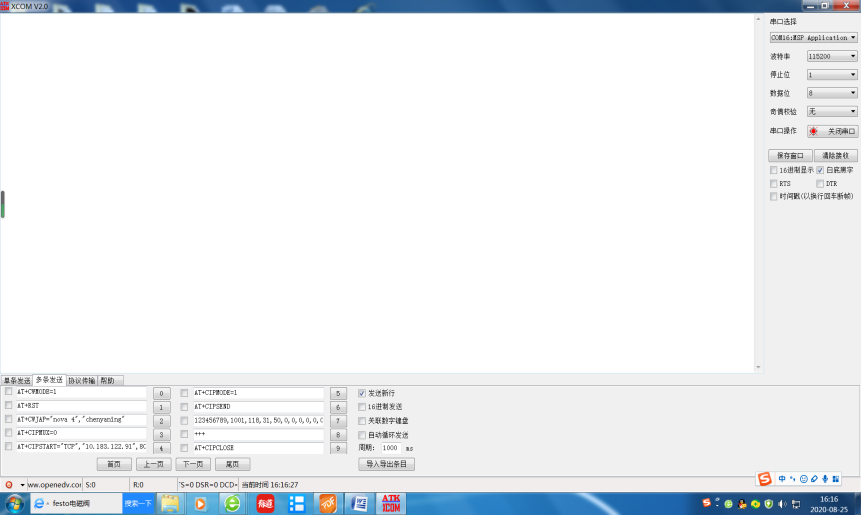 XCOM V2.0
串口选择
COM16:MSP Application
波特率 115200
停止位 1
数据位 8
奇偶校验 无
串口操作 关闭串口
保存窗口 清除接收
16进制显示 白底黑字
RTS DTR
时间戳(以换行回车断帧)
单条发送 多条发送 协议传输 帮助
AT+CWMODE=1 0 AT+CIPMODE=1 5 发送新行
AT+RST 1 AT+CIPSEND 6 16进制发送
AT+CWJAP="nova 4","chenyaning" 2 123456789,1001,118,31,50,0,0,0,0,0,0 7 关联数字键盘
AT+CIPMUX=0 3 +++ 8 自动循环发送
AT+CIPSTART="TCP","10.183.122.91",80 4 AT+CIPCLOSE 9 周期: 1000 ms
首页 上一页 下一页 尾页 导入导出条目
ww.openedv.con S:0 R:0 'S=0 DSR=0 DCD= 当前时间 16:16:27
中
festo电磁阀 搜索一下
有道
ATK XCOM
16:16
2020-08-25